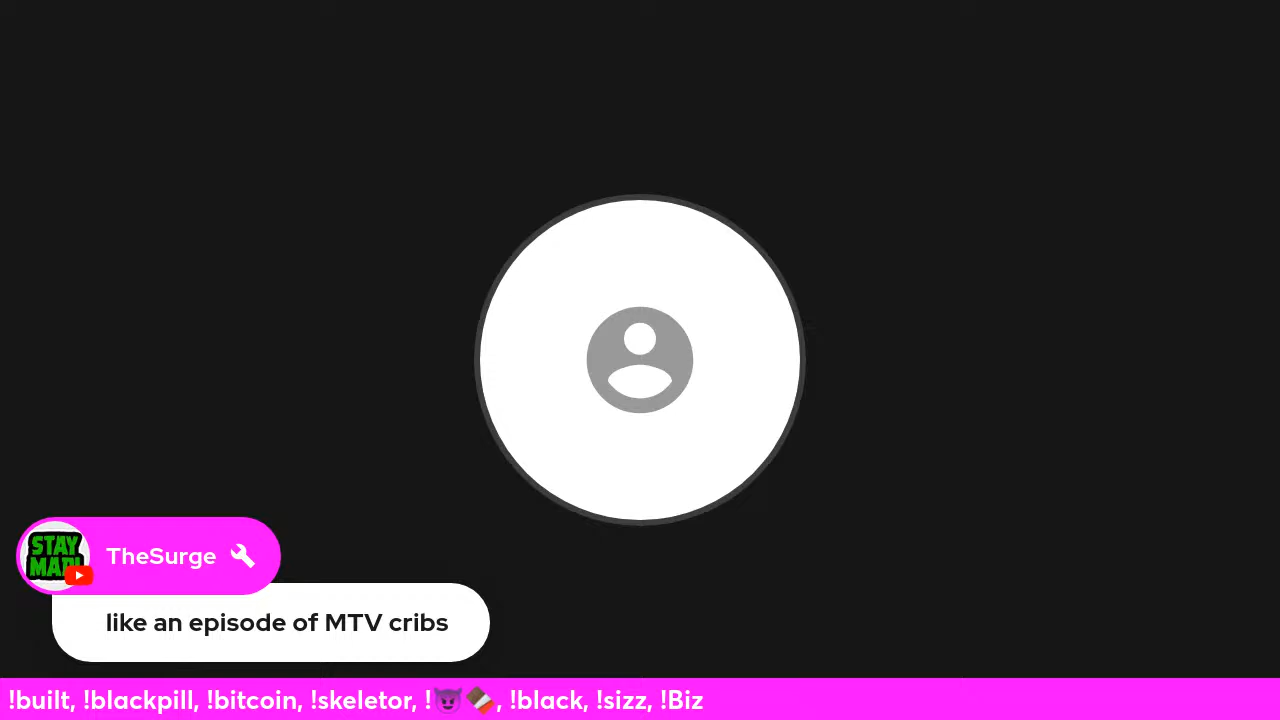 STAY
MAD!
TheSurge
like an episode of MTV cribs
!built, !blackpill, !bitcoin, !skeletor, !😈🍫, !black, !sizz, !Biz